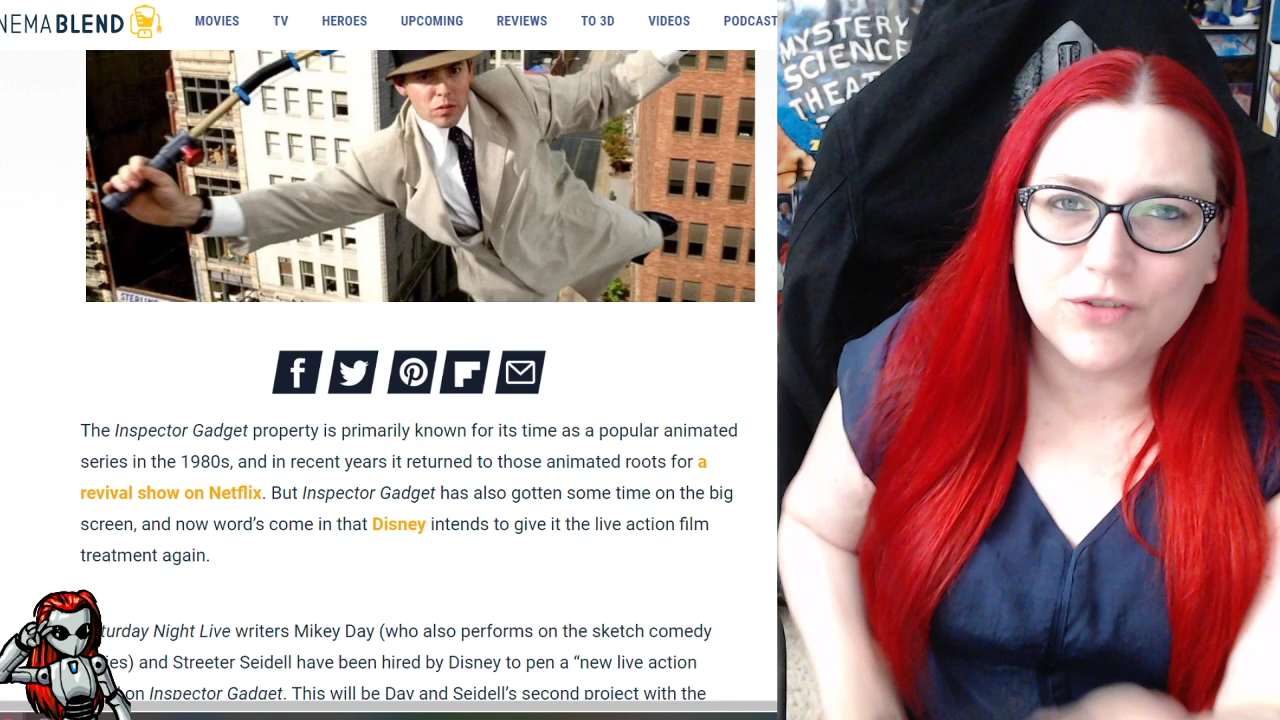 NEMABLEND
MOVIES TV HEROES UPCOMING REVIEWS TO 3D VIDEOS PODCAST
MYSTERY
SCIENCE
STERLING
The Inspector Gadget property is primarily known for its time as a popular animated
series in the 1980s, and in recent years it returned to those animated roots for a
revival show on Netflix. But Inspector Gadget has also gotten some time on the big
screen, and now word's come in that Disney intends to give it the live action film
treatment again.
turday Night Live writers Mikey Day (who also performs on the sketch comedy
ies) and Streeter Seidell have been hired by Disney to pen a “new live action
on Inspector Gadget. This will be Day and Seidell's second project with the